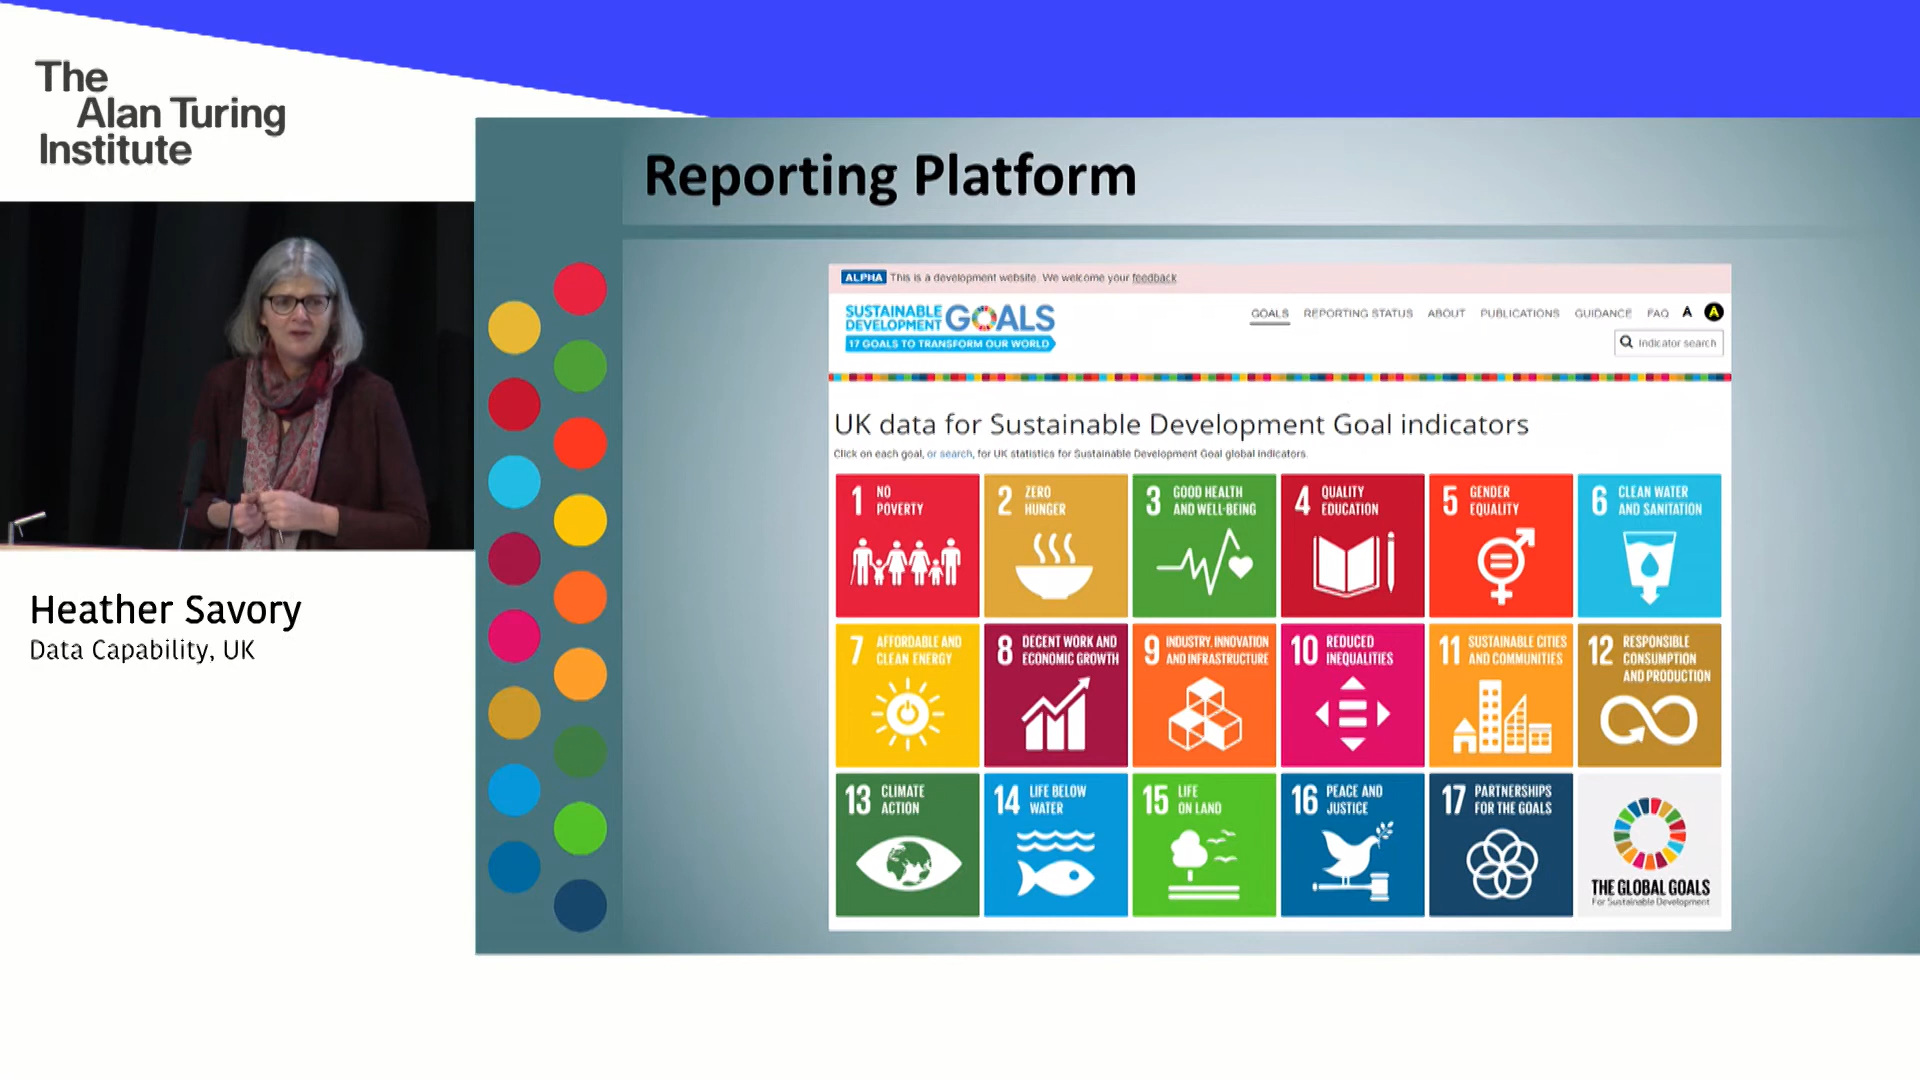 The
Alan Turing
Institute
Heather Savory
Data Capability, UK
Reporting Platform
ALPHA This is a development website. We welcome your feedback
SUSTAINABLE
DEVELOPMENT GOALS
17 GOALS TO TRANSFORM OUR WORLD
GOALS REPORTING STATUS ABOUT PUBLICATIONS GUIDANCE FAQ A A
Indicator search
UK data for Sustainable Development Goal indicators
Click on each goal, or search, for UK statistics for Sustainable Development Goal global indicators.
1 NO
POVERTY
2 ZERO
HUNGER
3 GOOD HEALTH
AND WELL-BEING
4 QUALITY
EDUCATION
5 GENDER
EQUALITY
6 CLEAN WATER
AND SANITATION
7 AFFORDABLE AND
CLEAN ENERGY
8 DECENT WORK AND
ECONOMIC GROWTH
9 INDUSTRY, INNOVATION
AND INFRASTRUCTURE
10 REDUCED
INEQUALITIES
11 SUSTAINABLE CITIES
AND COMMUNITIES
12 RESPONSIBLE
CONSUMPTION
AND PRODUCTION
13 CLIMATE
ACTION
14 LIFE BELOW
WATER
15 LIFE
ON LAND
16 PEACE AND
JUSTICE
17 PARTNERSHIPS
FOR THE GOALS
THE GLOBAL GOALS
For Sustainable Development